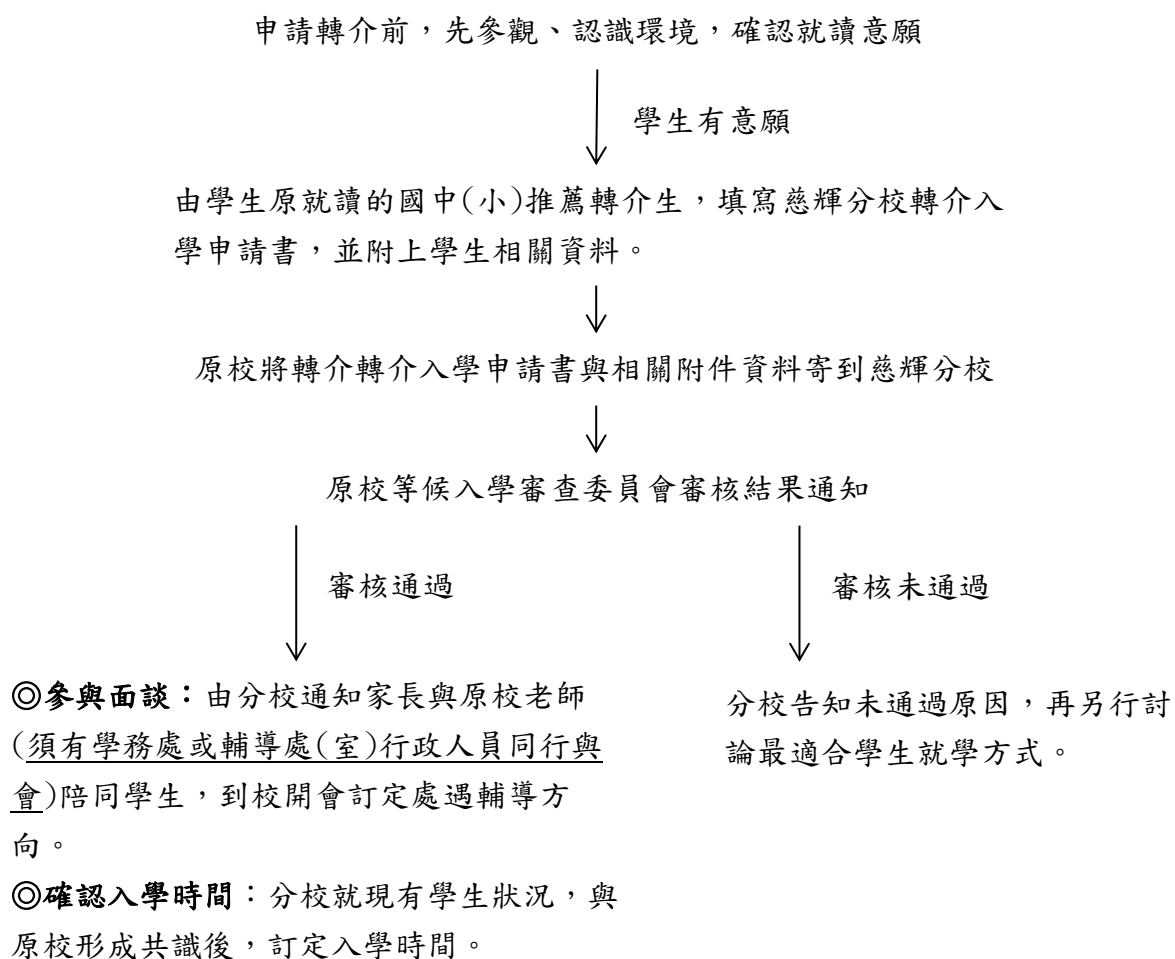 申請轉介前，先參觀、認識環境，確認就讀意願
學生有意願
由學生原就讀的國中(小)推薦轉介生，填寫慈輝分校轉介入
學申請書，並附上學生相關資料。
原校將轉介轉介入學申請書與相關附件資料寄到慈輝分校
原校等候入學審查委員會審核結果通知
審核通過
審核未通過
◎參與面談：由分校通知家長與原校老師
(須有學務處或輔導處(室)行政人員同行與
會)陪同學生，到校開會訂定處遇輔導方
向。
◎確認入學時間：分校就現有學生狀況，與
原校形成共識後，訂定入學時間。
分校告知未通過原因，再另行討
論最適合學生就學方式。